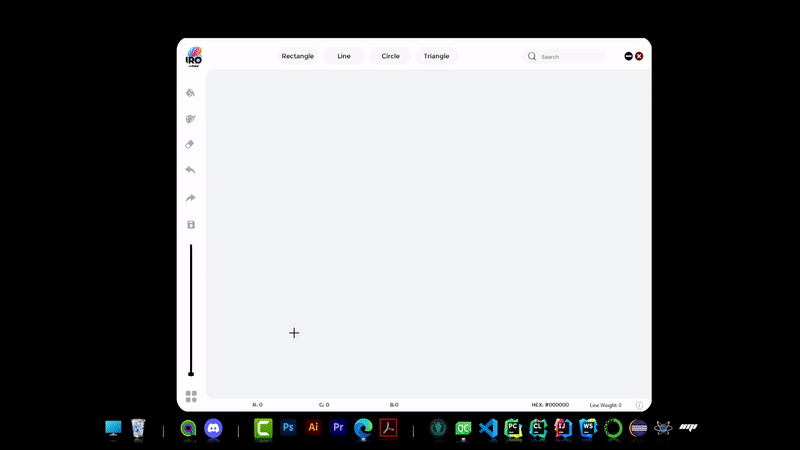 IRO
Rectangle Line Circle Triangle Search
R: 0 G: 0 B:0 HEX: #000000 Line Weight: 0
Ps Ai Pr QC PC CL IJ WS